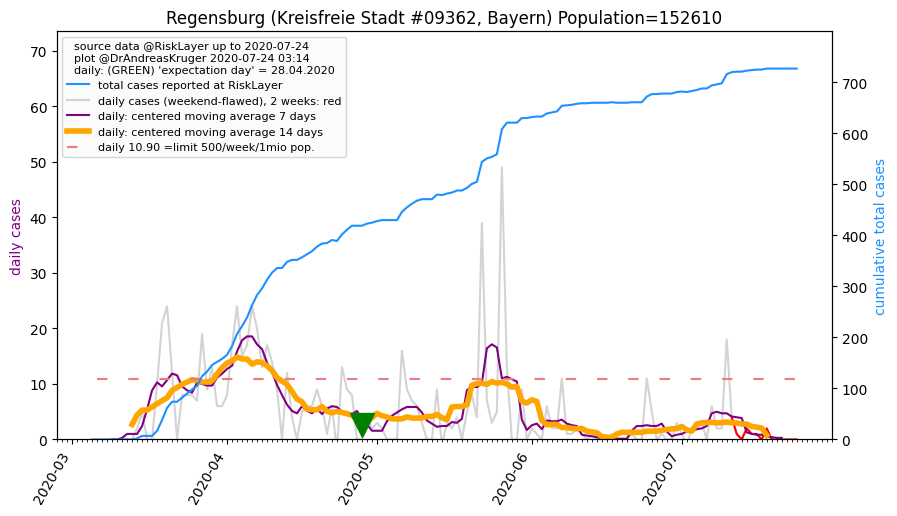 Regensburg (Kreisfreie Stadt #09362, Bayern) Population=152610
source data @RiskLayer up to 2020-07-24
plot @DrAndreasKruger 2020-07-24 03:14
daily: (GREEN) 'expectation day' = 28.04.2020
total cases reported at RiskLayer
daily cases (weekend-flawed), 2 weeks: red
daily: centered moving average 7 days
daily: centered moving average 14 days
daily 10.90 =limit 500/week/1mio pop.
daily cases
70
60
50
40
30
20
10
0
700
600
500
400
300
200
100
0
cumulative total cases
2020-03
2020-04
2020-05
2020-06
2020-07